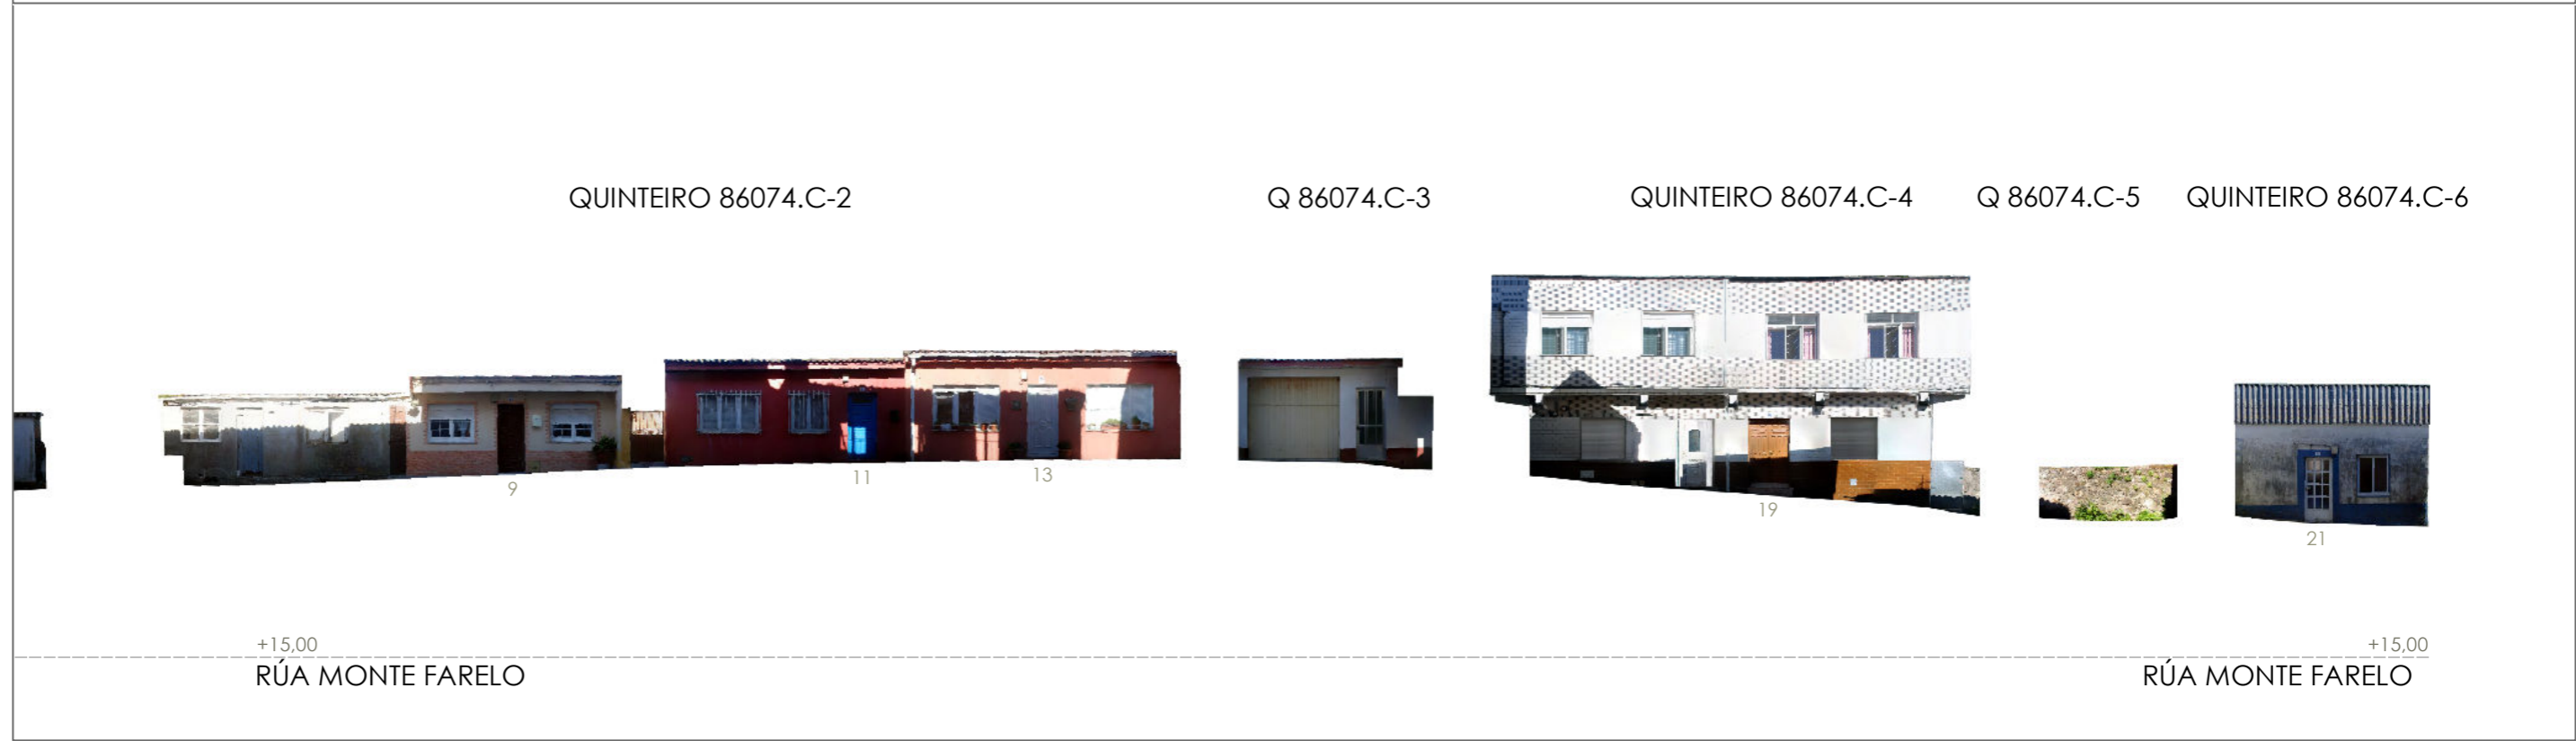 QUINTEIRO 86074.C-2
Q 86074.C-3
QUINTEIRO 86074.C-4
Q 86074.C-5
QUINTEIRO 86074.C-6
9
11
13
19
21
+15,00
+15,00
RÚA MONTE FARELO
RÚA MONTE FARELO